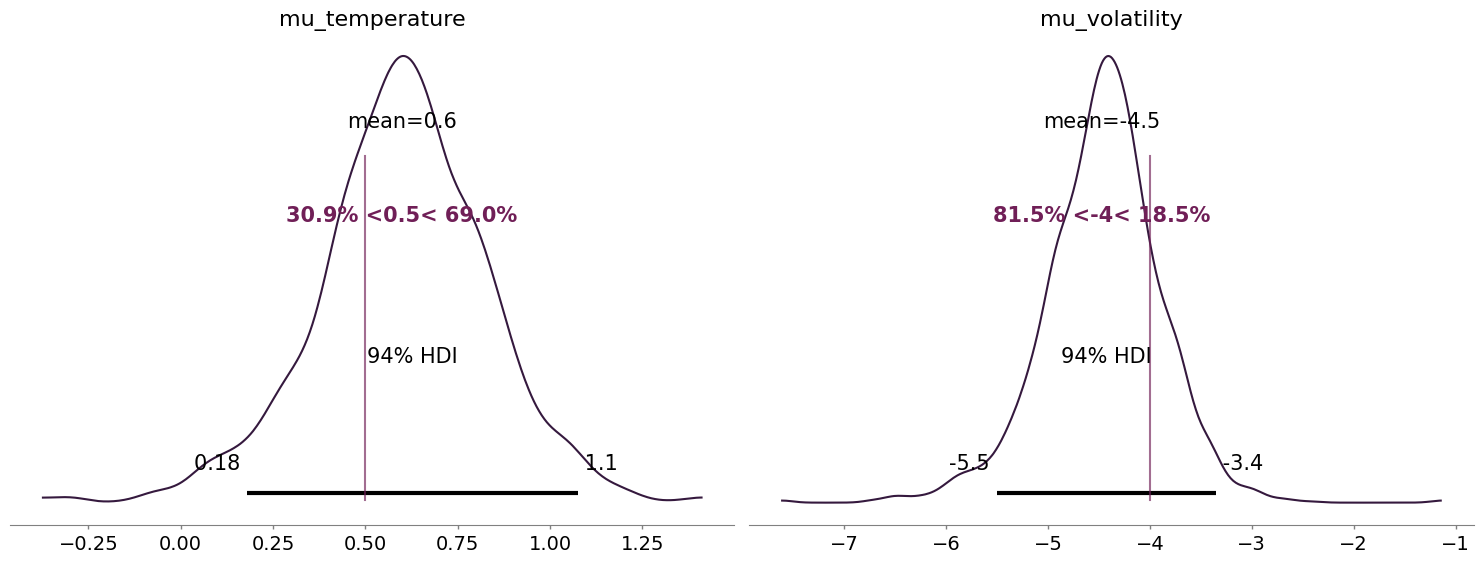 mu_temperature
mean=0.6
30.9% <0.5< 69.0%
94% HDI
0.18
1.1
−0.25 0.00 0.25 0.50 0.75 1.00 1.25
mu_volatility
mean=-4.5
81.5% <-4< 18.5%
94% HDI
-5.5
-3.4
−7 −6 −5 −4 −3 −2 −1